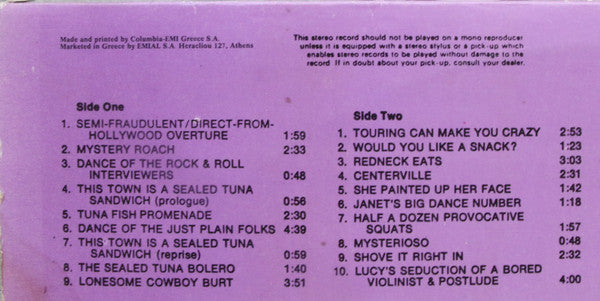 Made and printed by Columbia-EMI Greece S.A.
Marketed in Greece by EMIAL S.A. Heracliou 127, Athens
This stereo record should not be played on a mono reproducer
unless it is equipped with a stereo stylus or a pick-up which
enables stereo records to be played without damage to the
record. If in doubt about your pick-up, consult your dealer.
Side One
1. SEMI-FRAUDULENT/DIRECT-FROM-
HOLLYWOOD OVERTURE 1:59
2. MYSTERY ROACH 2:33
3. DANCE OF THE ROCK & ROLL
INTERVIEWERS 0:48
4. THIS TOWN IS A SEALED TUNA
SANDWICH (prologue) 0:56
5. TUNA FISH PROMENADE 2:30
6. DANCE OF THE JUST PLAIN FOLKS 4:39
7. THIS TOWN IS A SEALED TUNA
SANDWICH (reprise) 0:59
8. THE SEALED TUNA BOLERO 1:40
9. LONESOME COWBOY BURT 3:51
Side Two
1. TOURING CAN MAKE YOU CRAZY 2:53
2. WOULD YOU LIKE A SNACK? 1:23
3. REDNECK EATS 3:03
4. CENTERVILLE 2:31
5. SHE PAINTED UP HER FACE 1:42
6. JANET'S BIG DANCE NUMBER 1:18
7. HALF A DOZEN PROVOCATIVE
SQUATS 1:57
8. MYSTERIOSO 0:48
9. SHOVE IT RIGHT IN 2:32
10. LUCY'S SEDUCTION OF A BORED
VIOLINIST & POSTLUDE 4:00